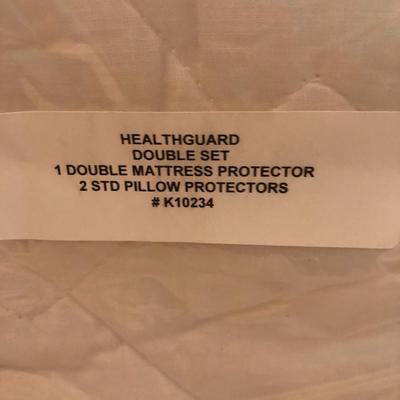 HEALTHGUARD
DOUBLE SET
1 DOUBLE MATTRESS PROTECTOR
2 STD PILLOW PROTECTORS
# K10234